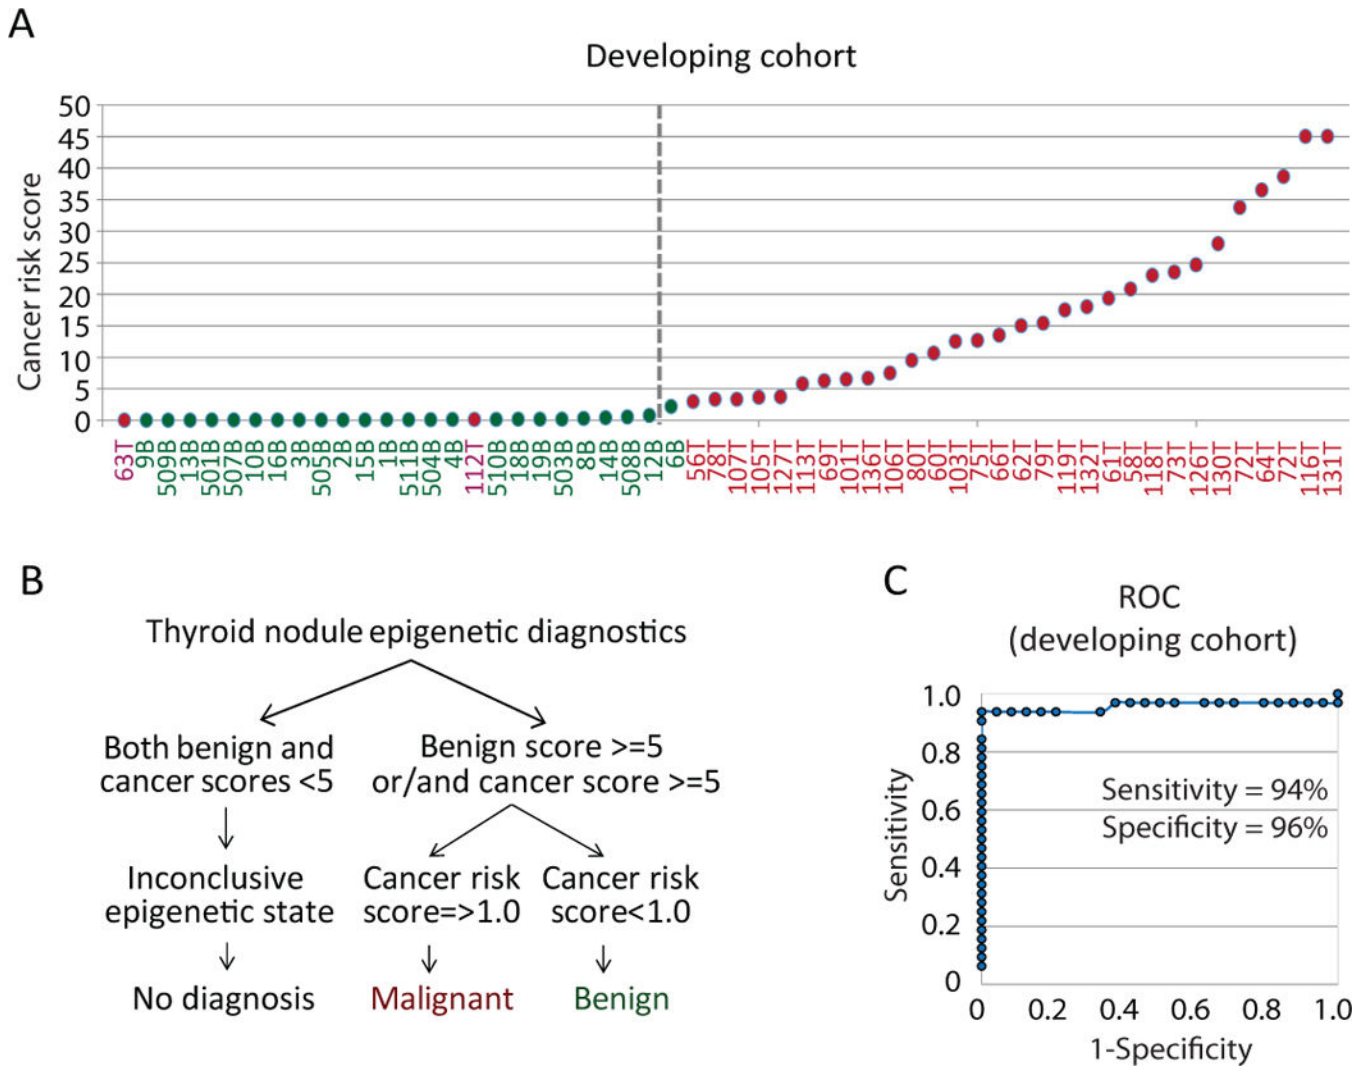 A
Developing cohort
Cancer risk score
50
45
40
35
30
25
20
15
10
5
0
63T
9B
509B
13B
501B
507B
10B
16B
3B
505B
2B
15B
1B
511B
504B
4B
112T
510B
18B
19B
503B
8B
14B
508B
12B
6B
56T
78T
107T
105T
127T
113T
69T
101T
136T
106T
80T
60T
103T
75T
66T
62T
79T
119T
132T
61T
58T
118T
73T
126T
130T
72T
64T
72T
116T
131T
B
Thyroid nodule epigenetic diagnostics
Both benign and
cancer scores <5
Benign score >=5
or/and cancer score >=5
Inconclusive
epigenetic state
Cancer risk
score=>1.0
Cancer risk
score<1.0
No diagnosis
Malignant
Benign
C
ROC
(developing cohort)
Sensitivity
1.0
0.8
0.6
0.4
0.2
0
Sensitivity = 94%
Specificity = 96%
0
0.2
0.4
0.6
0.8
1.0
1-Specificity